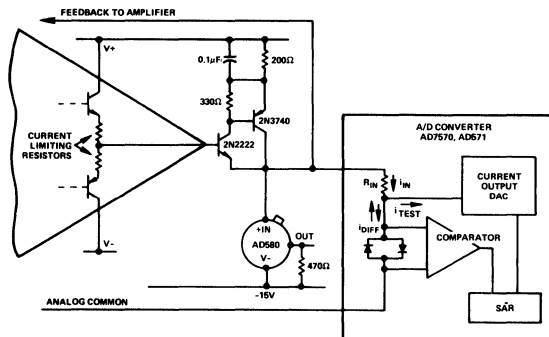 FEEDBACK TO AMPLIFIER
V+
0.1μF
200Ω
330Ω
2N3740
CURRENT
LIMITING
RESISTORS
2N2222
V-
+IN
AD580
V-
OUT
470Ω
-15V
ANALOG COMMON
A/D CONVERTER
AD7570, AD571
RIN
iIN
iTEST
iDIFF
CURRENT
OUTPUT
DAC
COMPARATOR
SAR